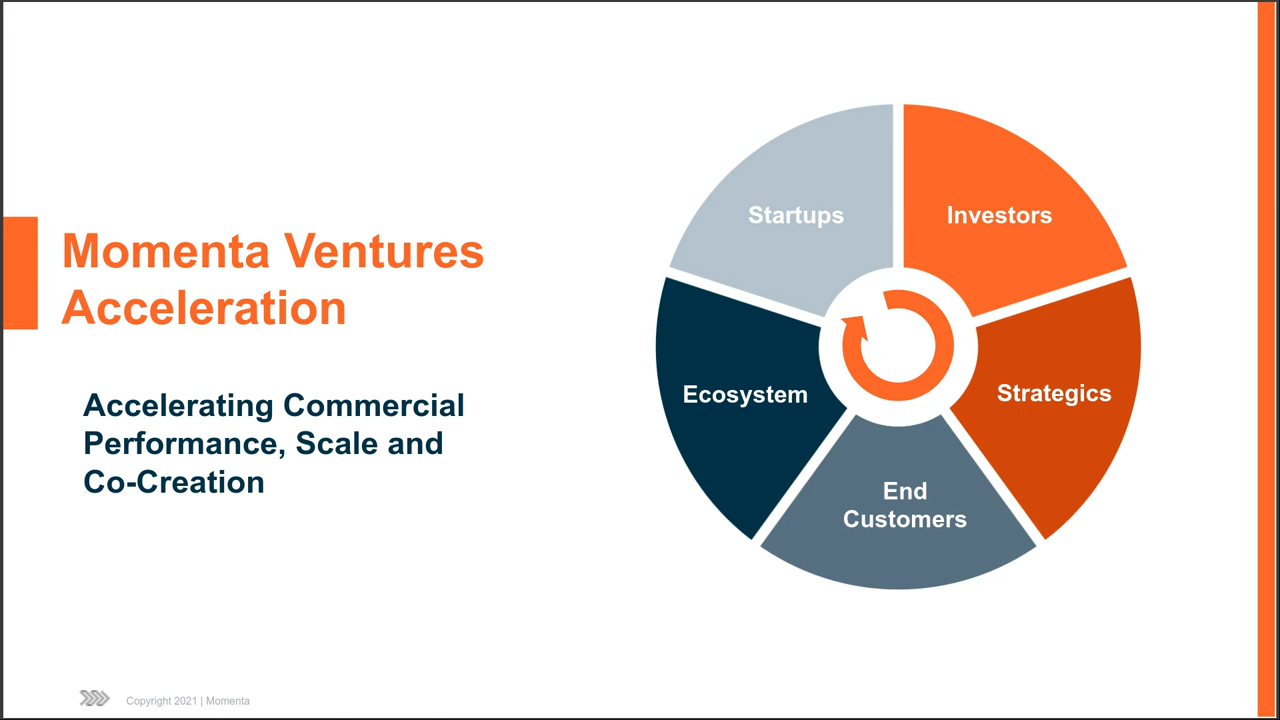 Momenta Ventures
Acceleration
Accelerating Commercial
Performance, Scale and
Co-Creation
Startups
Investors
Ecosystem
Strategics
End
Customers
Copyright 2021 | Momenta